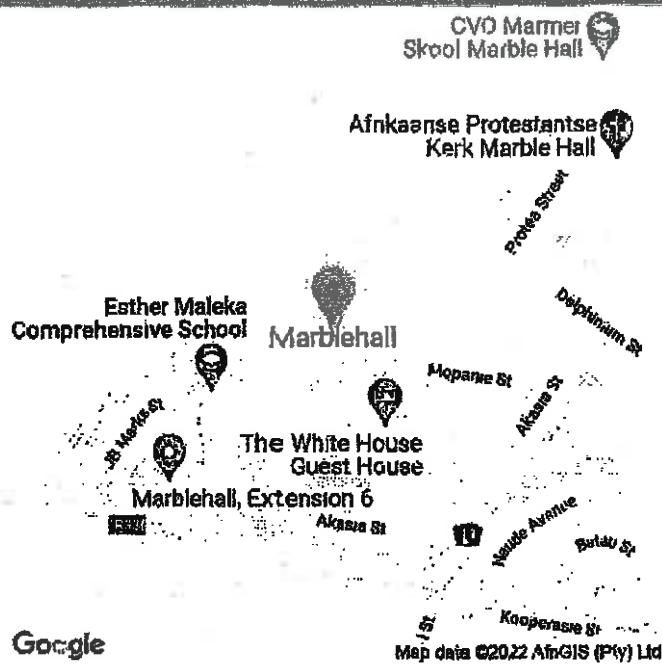 CVO Marmer
Skool Marble Hall
Afrikaanse Protestantse
Kerk Marble Hall
Protea Street
Delphinium St
Esther Maleka
Comprehensive School
Marblehall
Mopanie St
Akasia St
JB Marks St
The White House
Guest House
Marblehall, Extension 6
Akasia St
Naude Avenue
Kooperasie St
Google
Map data ©2022 AfriGIS (Pty) Ltd